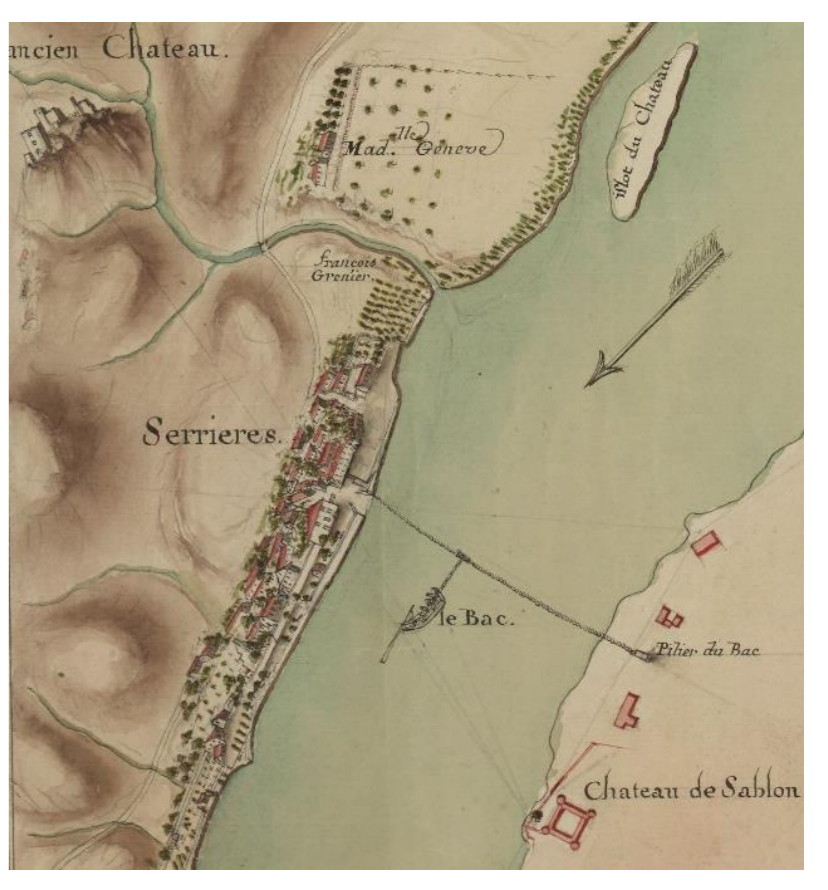 ancien Chateau.
Islot du Chateau
Mad.lle Geneve
françois
Grenier.
Serrieres.
le Bac.
Pilier du Bac
Chateau de Sablon